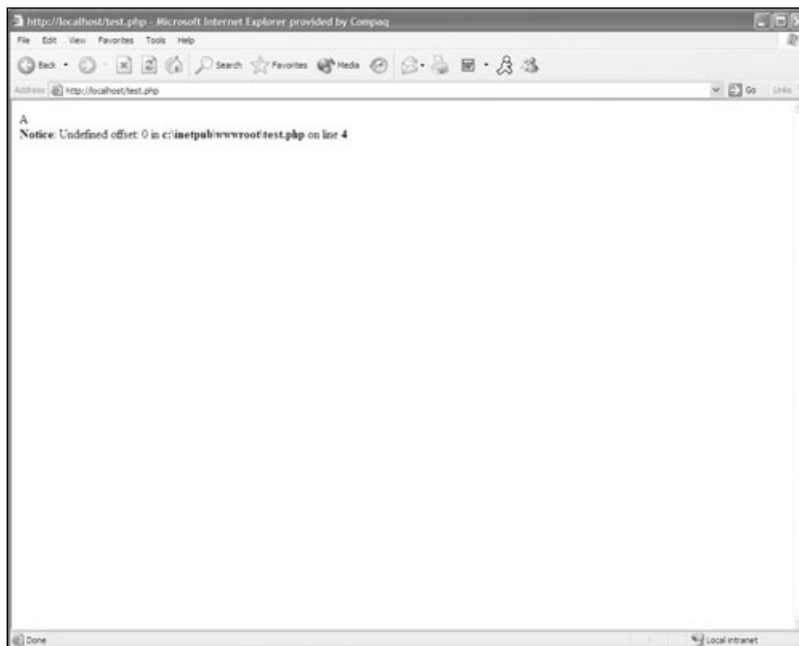 http://localhost/test.php - Microsoft Internet Explorer provided by Compaq
File Edit View Favorites Tools Help
Back Search Favorites Media
Address http://localhost/test.php Go Links
A
Notice: Undefined offset: 0 in c:\inetpub\wwwroot\test.php on line 4
Done Local intranet